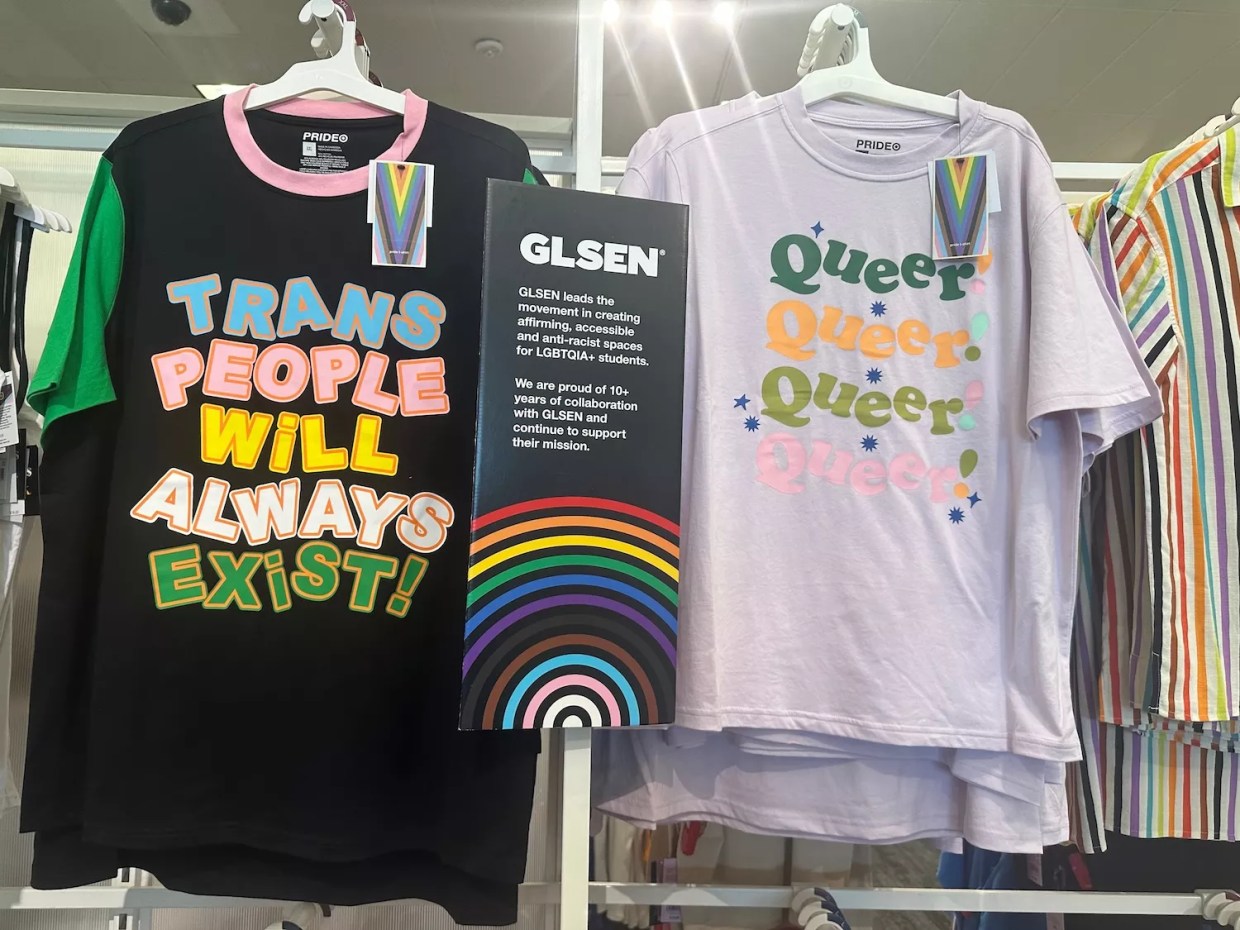 PRIDE
TRANS
PEOPLE
WiLL
ALWAYS
EXiST!
GLSEN®
GLSEN leads the
movement in creating
affirming, accessible
and anti-racist spaces
for LGBTQIA+ students.
We are proud of 10+
years of collaboration
with GLSEN and
continue to support
their mission.
PRIDE
Queer!
Queer!
Queer!
Queer!